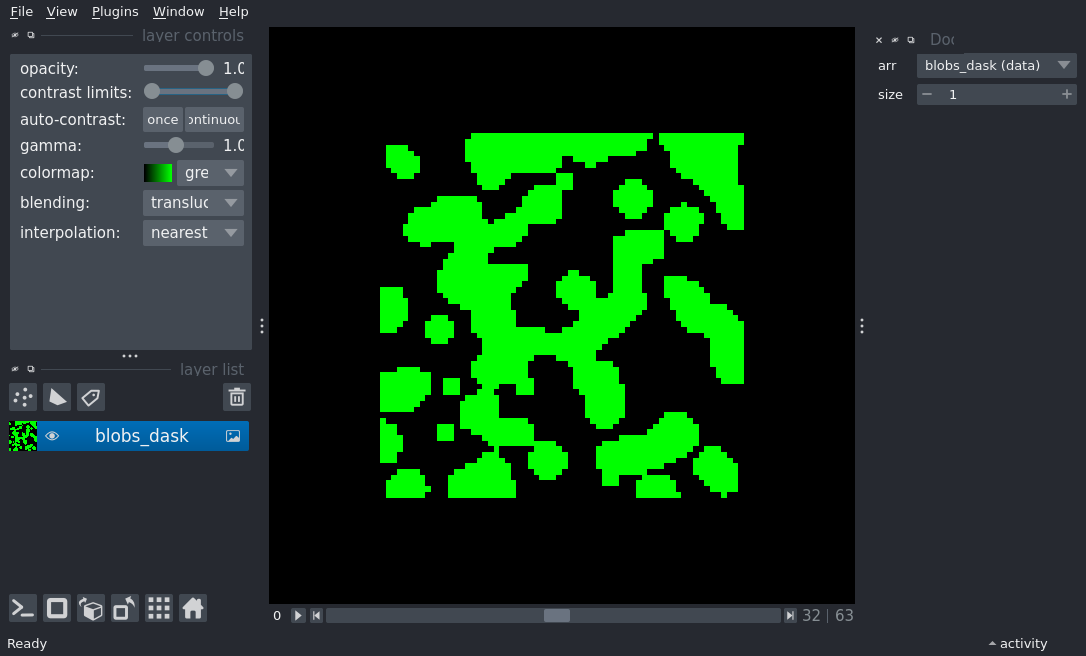 File View Plugins Window Help
layer controls
opacity: 1.0
contrast limits:
auto-contrast: once ontinuou
gamma: 1.0
colormap: gre
blending: transluc
interpolation: nearest
layer list
blobs_dask
0 32 | 63
Ready
Doc
arr blobs_dask (data)
size 1
activity